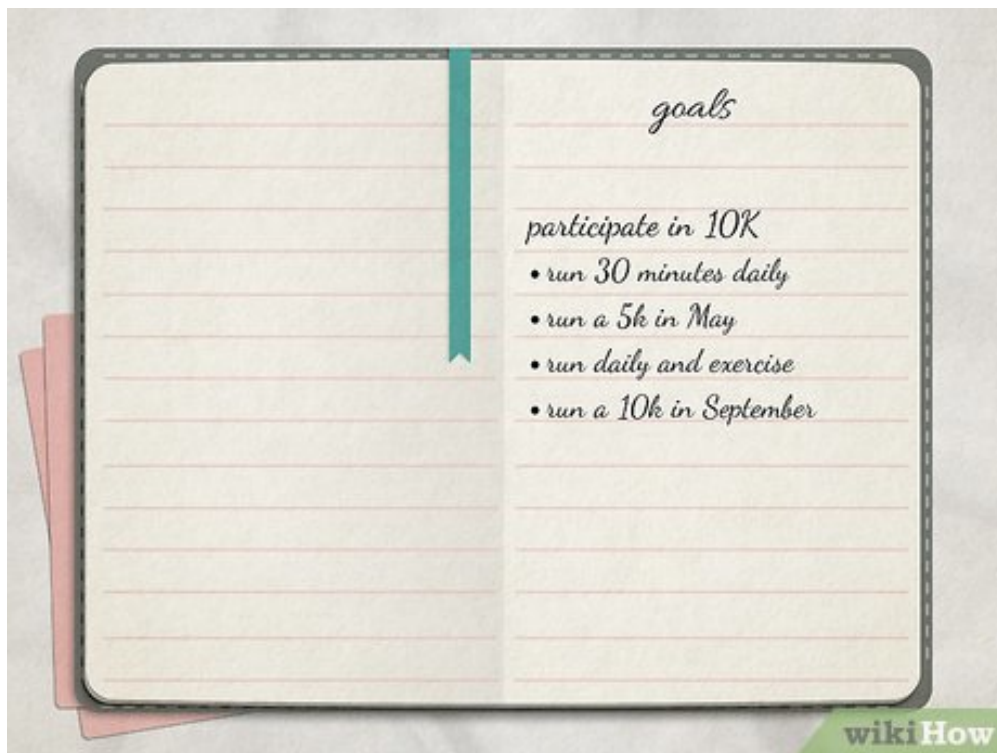 goals
participate in 10K
• run 30 minutes daily
• run a 5k in May
• run daily and exercise
• run a 10k in September
wikiHow